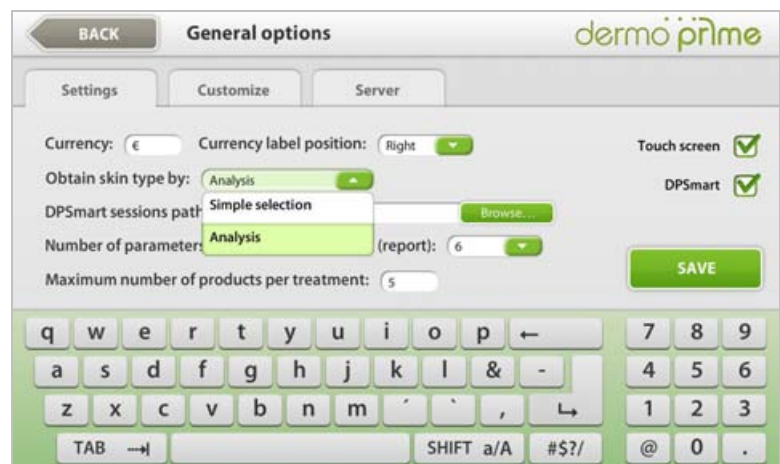 BACK General options dermo prime
Settings Customize Server
Currency: € Currency label position: Right Touch screen
Obtain skin type by: Analysis DPSmart
Simple selection
DPSmart sessions path Browse...
Analysis
Number of parameters (report): 6
SAVE
Maximum number of products per treatment: 5
q w e r t y u i o p ← 7 8 9
a s d f g h j k l & - 4 5 6
z x c v b n m ´ ` , ↵ 1 2 3
TAB ⇥ SHIFT a/A #$?/ @ 0 .